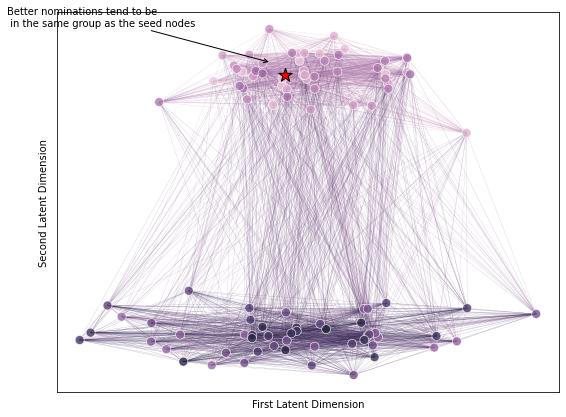 Better nominations tend to be
in the same group as the seed nodes
Second Latent Dimension
First Latent Dimension